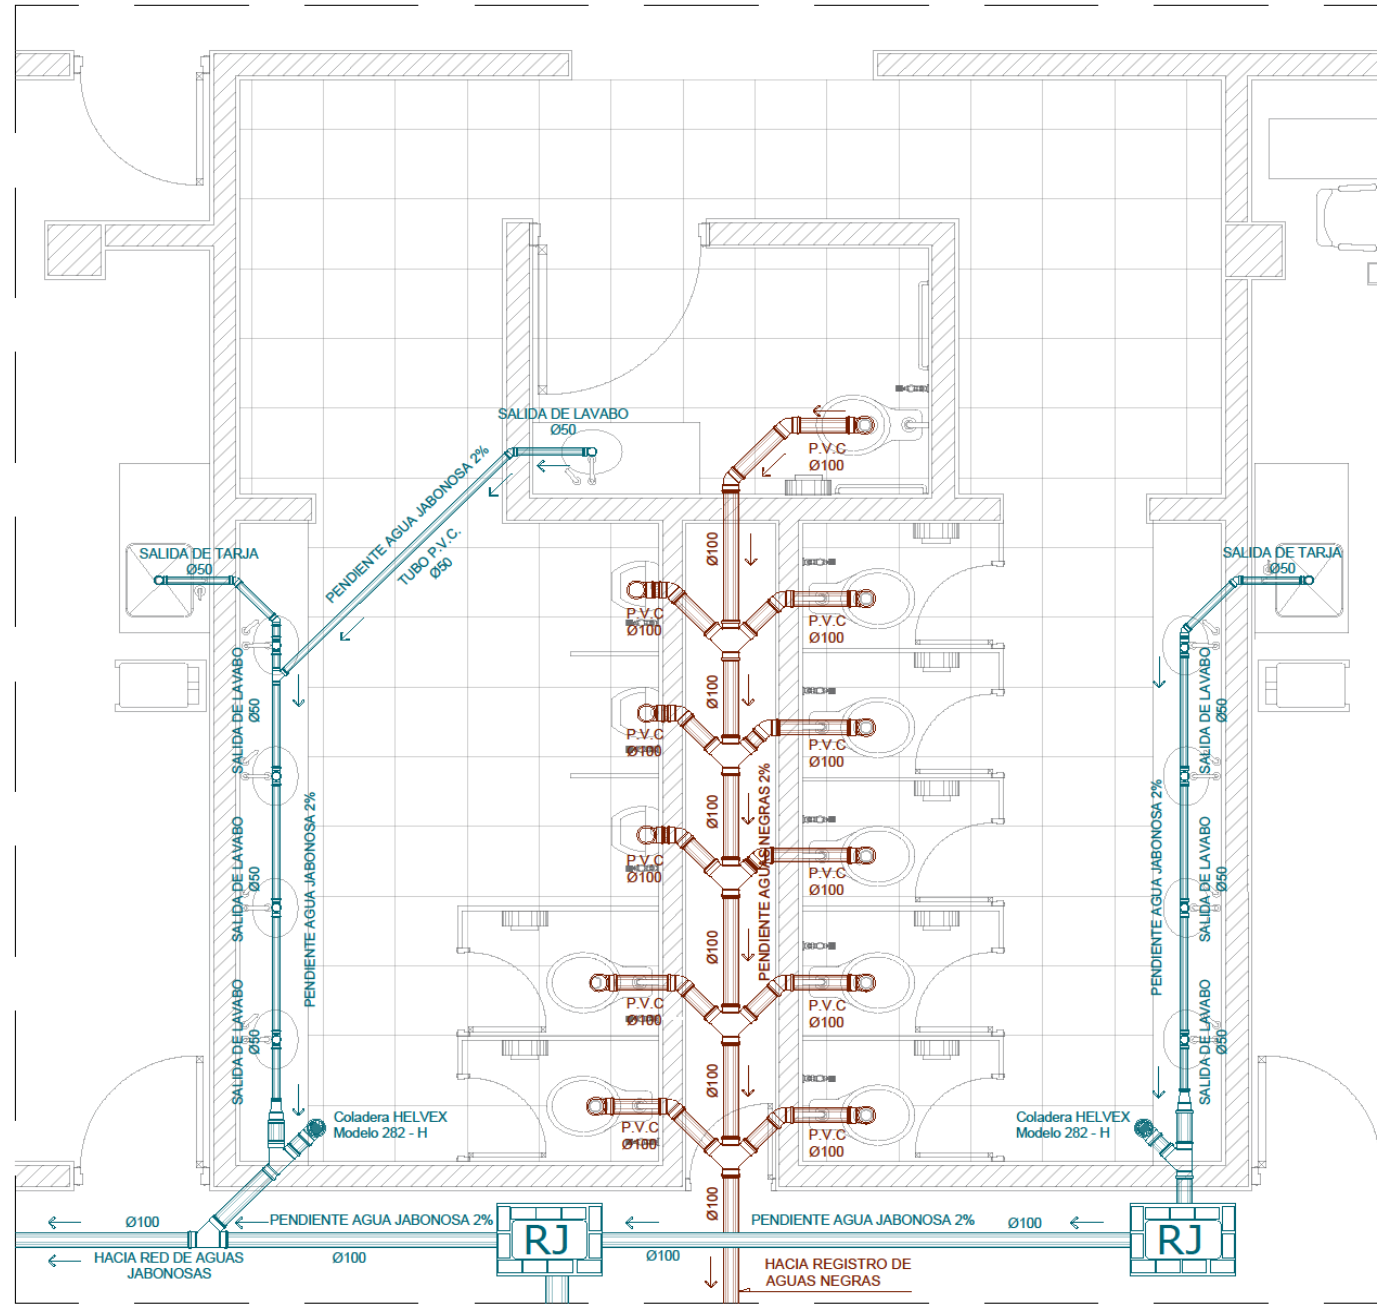 SALIDA DE LAVABO
Ø50
PENDIENTE AGUA JABONOSA 2%
TUBO P.V.C.
Ø50
P.V.C
Ø100
SALIDA DE TARJA
Ø50
SALIDA DE TARJA
Ø50
Ø100
P.V.C
Ø100
P.V.C
Ø100
SALIDA DE LAVABO
Ø50
Ø100
SALIDA DE LAVABO
Ø50
P.V.C
Ø100
P.V.C
Ø100
PENDIENTE AGUA JABONOSA 2%
Ø100
PENDIENTE AGUAS NEGRAS 2%
PENDIENTE AGUA JABONOSA 2%
P.V.C
Ø100
P.V.C
Ø100
SALIDA DE LAVABO
Ø50
Ø100
SALIDA DE LAVABO
Ø50
P.V.C
Ø100
P.V.C
Ø100
SALIDA DE LAVABO
Ø50
Ø100
SALIDA DE LAVABO
Ø50
P.V.C
Ø100
P.V.C
Ø100
Coladera HELVEX
Modelo 282 - H
Coladera HELVEX
Modelo 282 - H
Ø100
Ø100
PENDIENTE AGUA JABONOSA 2%
PENDIENTE AGUA JABONOSA 2%
Ø100
RJ
RJ
HACIA RED DE AGUAS
JABONOSAS
Ø100
Ø100
HACIA REGISTRO DE
AGUAS NEGRAS